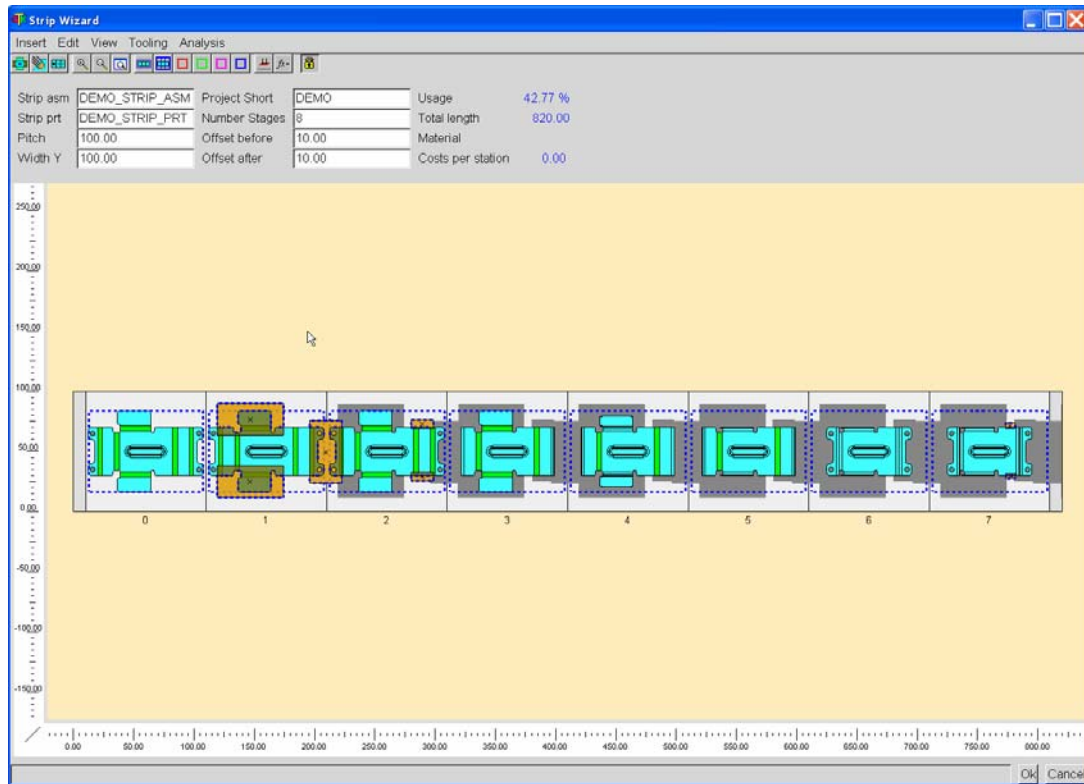 Strip Wizard
Insert Edit View Tooling Analysis
Strip asm DEMO_STRIP_ASM Project Short DEMO Usage 42.77 %
Strip prt DEMO_STRIP_PRT Number Stages 8 Total length 820.00
Pitch 100.00 Offset before 10.00 Material
Width Y 100.00 Offset after 10.00 Costs per station 0.00
250.00
200.00
150.00
100.00
50.00
0.00
0 1 2 3 4 5 6 7
-50.00
-100.00
-150.00
0.00 50.00 100.00 150.00 200.00 250.00 300.00 350.00 400.00 450.00 500.00 550.00 600.00 650.00 700.00 750.00 800.00
Ok Cancel